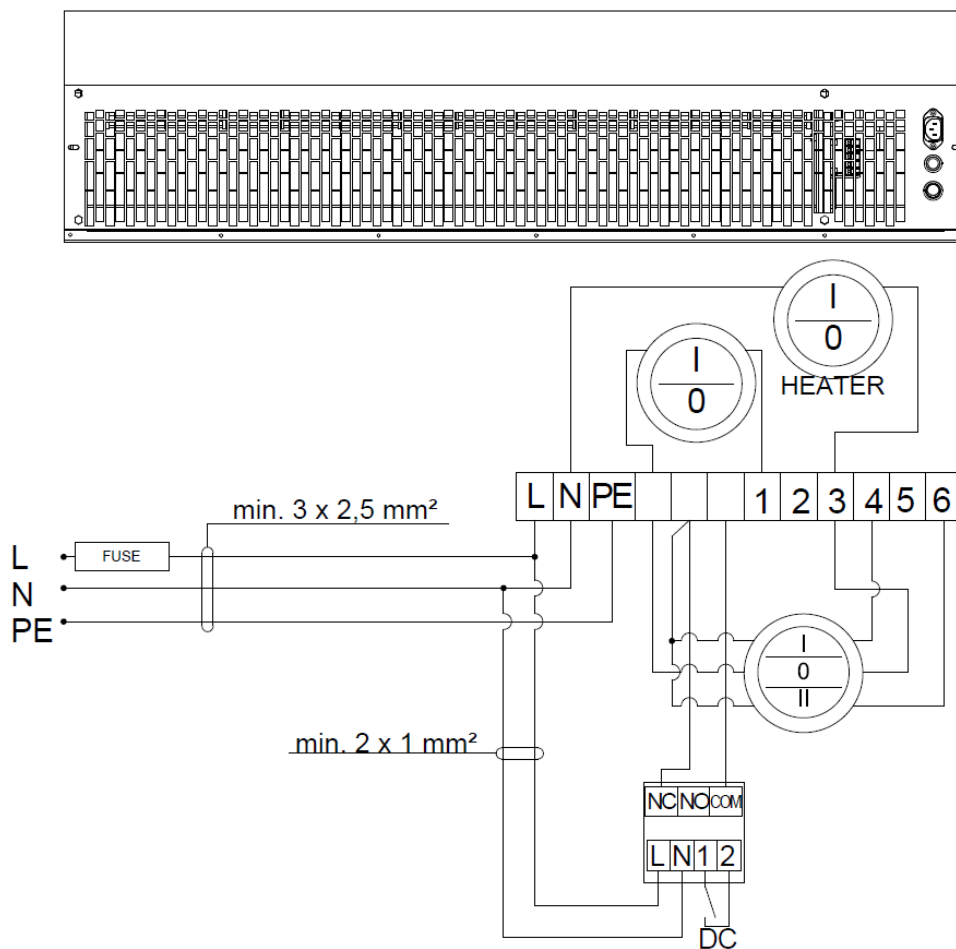 I
0
HEATER
I
0
L N PE 1 2 3 4 5 6
min. 3 x 2,5 mm²
L FUSE
N
PE
I
0
II
min. 2 x 1 mm²
NC NO COM
L N 1 2
DC